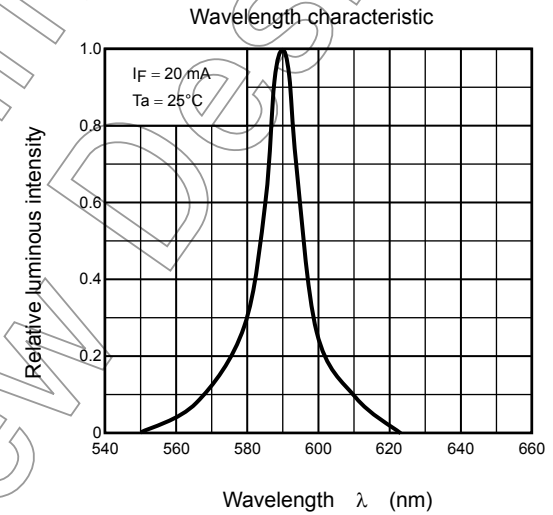 Wavelength characteristic
IF = 20 mA
Ta = 25°C
Relative luminous intensity
1.0
0.8
0.6
0.4
0.2
0
540 560 580 600 620 640 660
Wavelength λ (nm)